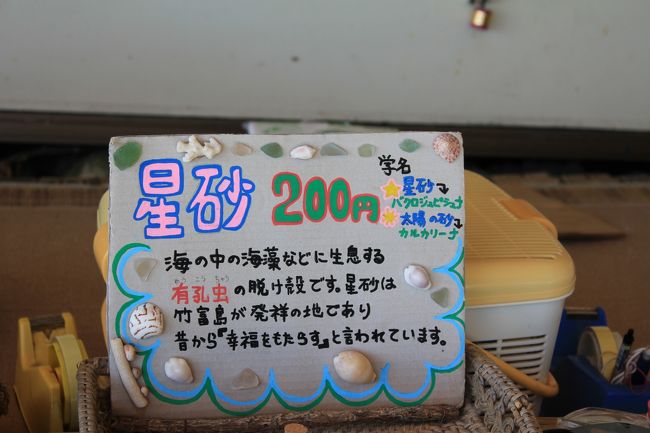 星砂 200円
学名
星砂
バクロジュピラュナ
太陽の砂
カルカリーナ
海の中の海藻などに生息する
ゆうこうちゅう
有孔虫の脱け殻です。星砂は
竹富島が発祥の地であり
昔から『幸福をもたらす』と言われています。